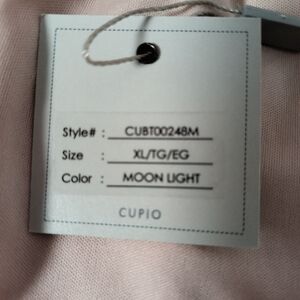 Style# : CUBT00248M
Size : XL/TG/EG
Color : MOON LIGHT
CUPIO